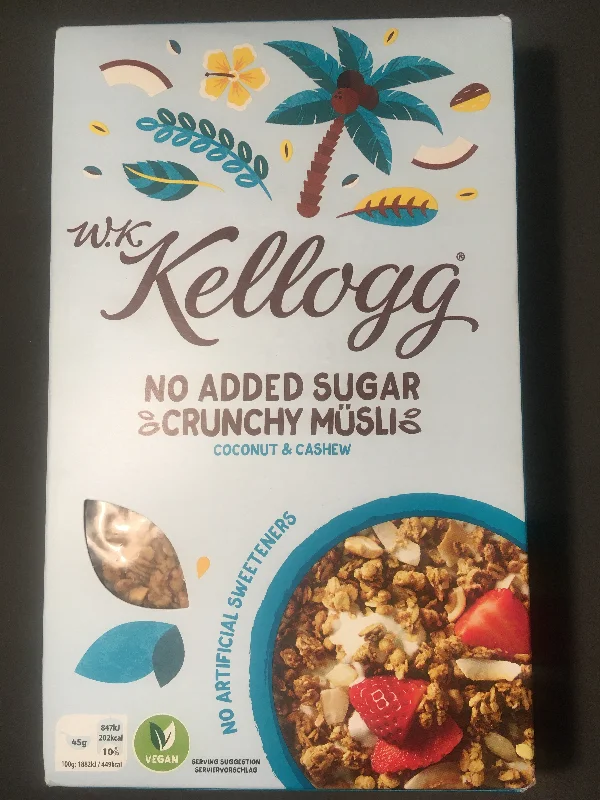 W.K
Kellogg®
NO ADDED SUGAR
CRUNCHY MÜSLI
COCONUT & CASHEW
NO ARTIFICIAL SWEETENERS
45g
847kJ
202kcal
10%
100g: 1882kJ / 449kcal
VEGAN
SERVING SUGGESTION
SERVIERVORSCHLAG